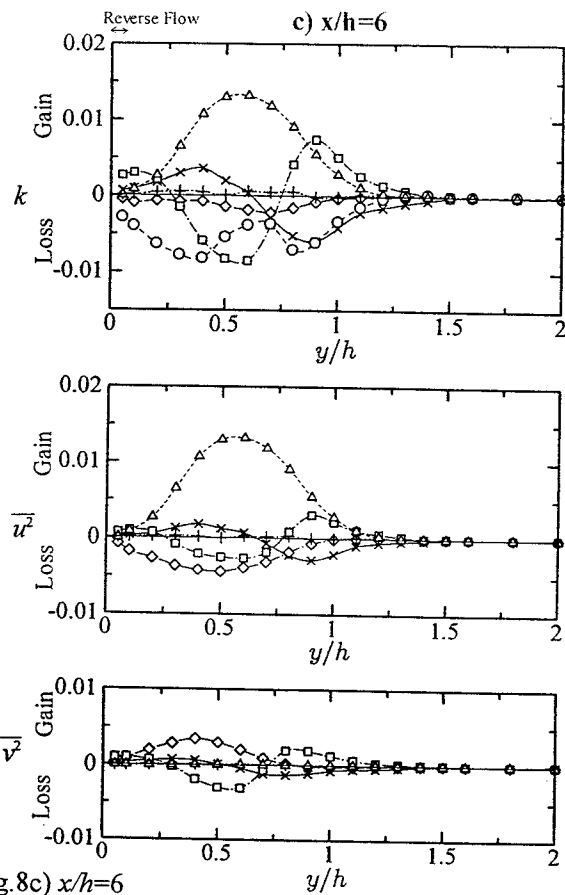 Reverse Flow
c) x/h=6
0.02
0.01
0
-0.01
Gain
Loss
k
0 0.5 1 1.5 2
y/h
0.02
0.01
0
-0.01
Gain
Loss
u²
0 0.5 1 1.5 2
y/h
0.01
0
-0.01
Gain
Loss
v²
0 0.5 1 1.5 2
g.8c) x/h=6
y/h